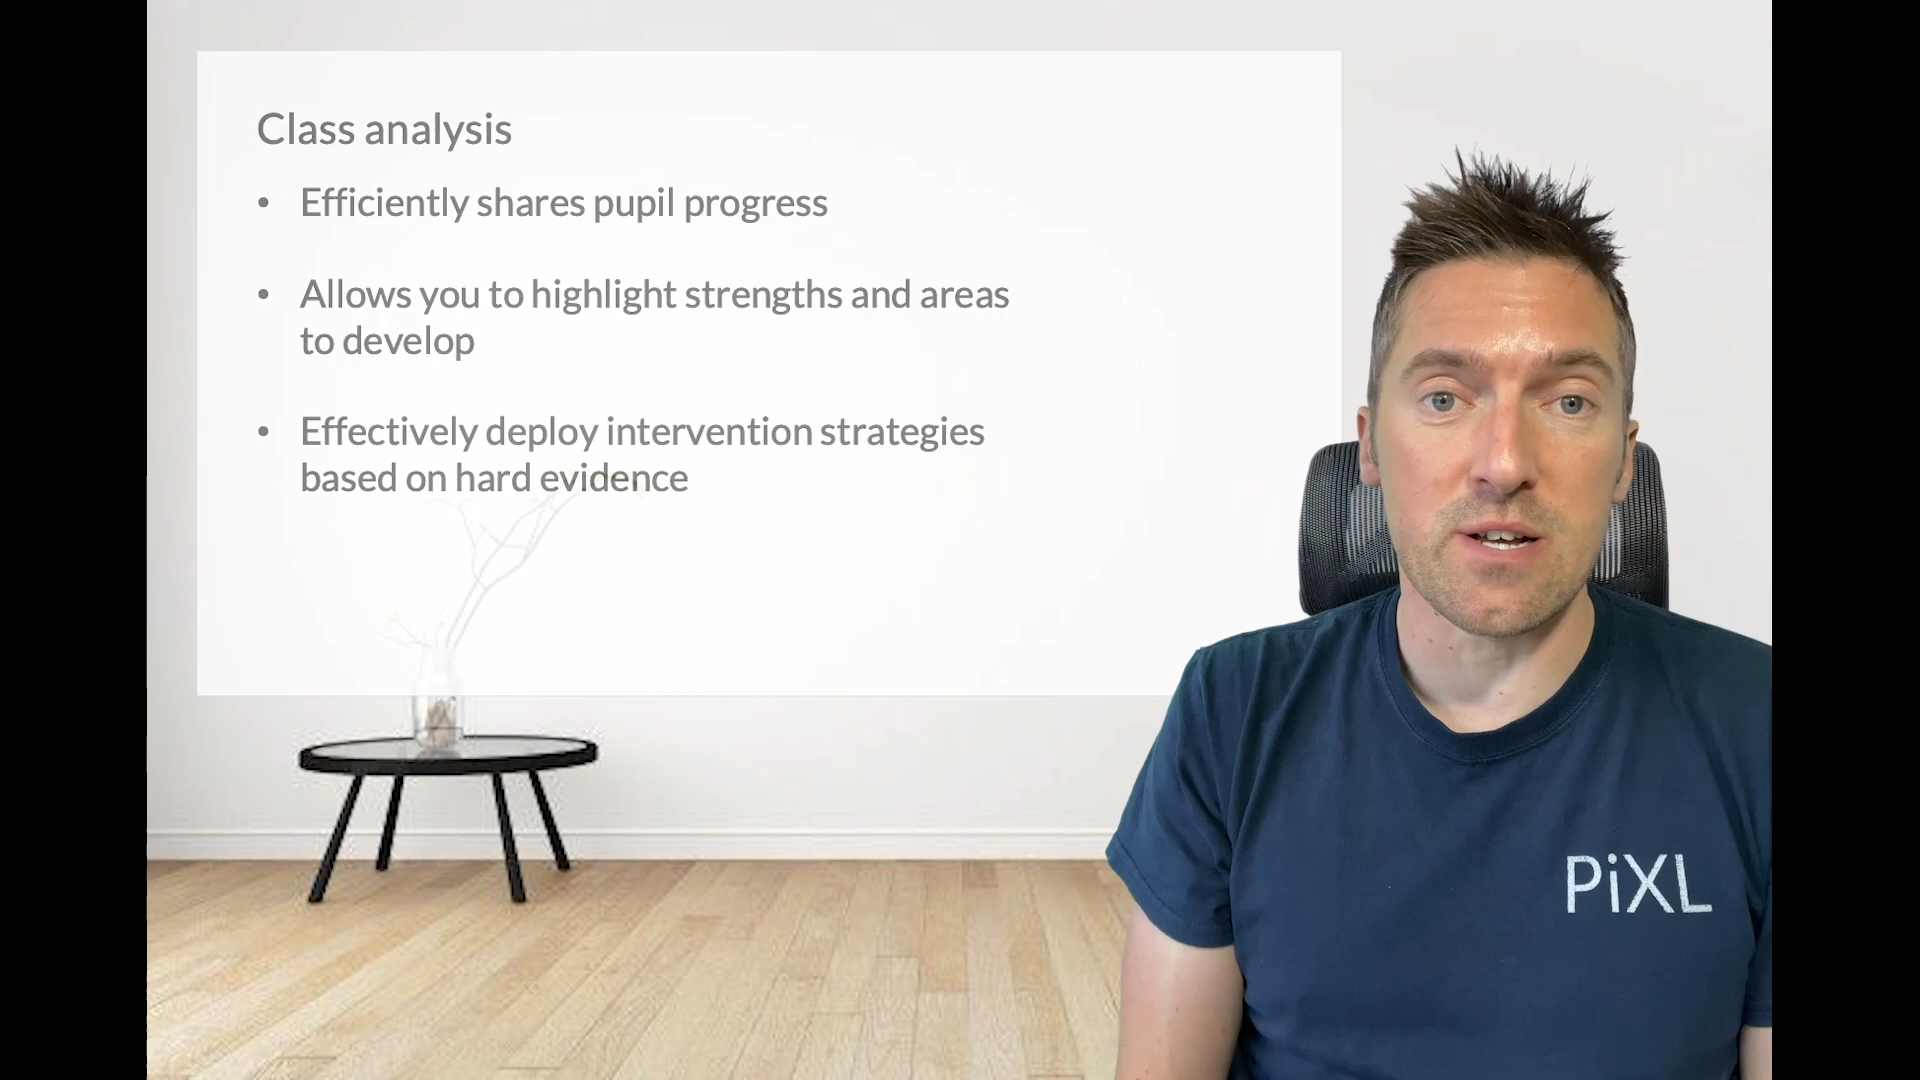 Class analysis
• Efficiently shares pupil progress
• Allows you to highlight strengths and areas
to develop
• Effectively deploy intervention strategies
based on hard evidence
PiXL